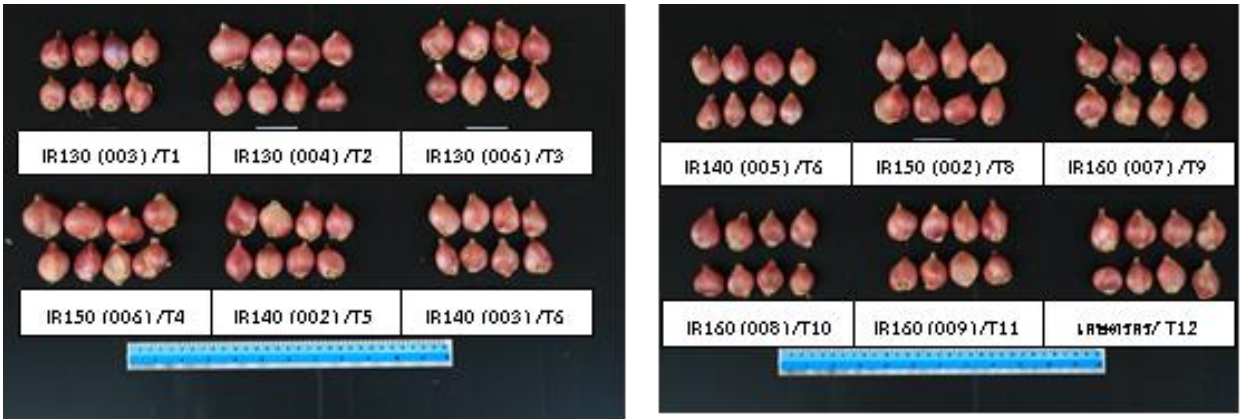 IR130 (003) /T1
IR130 (004) /T2
IR130 (006) /T3
IR150 (006) /T4
IR140 (002) /T5
IR140 (003) /T6
IR140 (005) /T6
IR150 (002) /T8
IR160 (007) /T9
IR160 (008)/T10
IR160 (009)/T11
/ T12